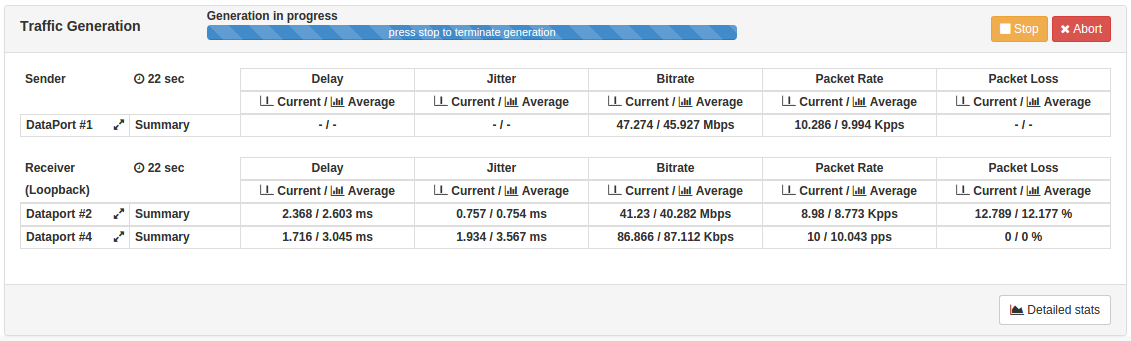 Traffic Generation
Generation in progress
press stop to terminate generation
Stop
Abort
Sender 22 sec Delay Jitter Bitrate Packet Rate Packet Loss
Current / Average Current / Average Current / Average Current / Average Current / Average
DataPort #1 Summary - / - - / - 47.274 / 45.927 Mbps 10.286 / 9.994 Kpps - / -
Receiver 22 sec Delay Jitter Bitrate Packet Rate Packet Loss
(Loopback) Current / Average Current / Average Current / Average Current / Average Current / Average
Dataport #2 Summary 2.368 / 2.603 ms 0.757 / 0.754 ms 41.23 / 40.282 Mbps 8.98 / 8.773 Kpps 12.789 / 12.177 %
Dataport #4 Summary 1.716 / 3.045 ms 1.934 / 3.567 ms 86.866 / 87.112 Kbps 10 / 10.043 pps 0 / 0 %
Detailed stats